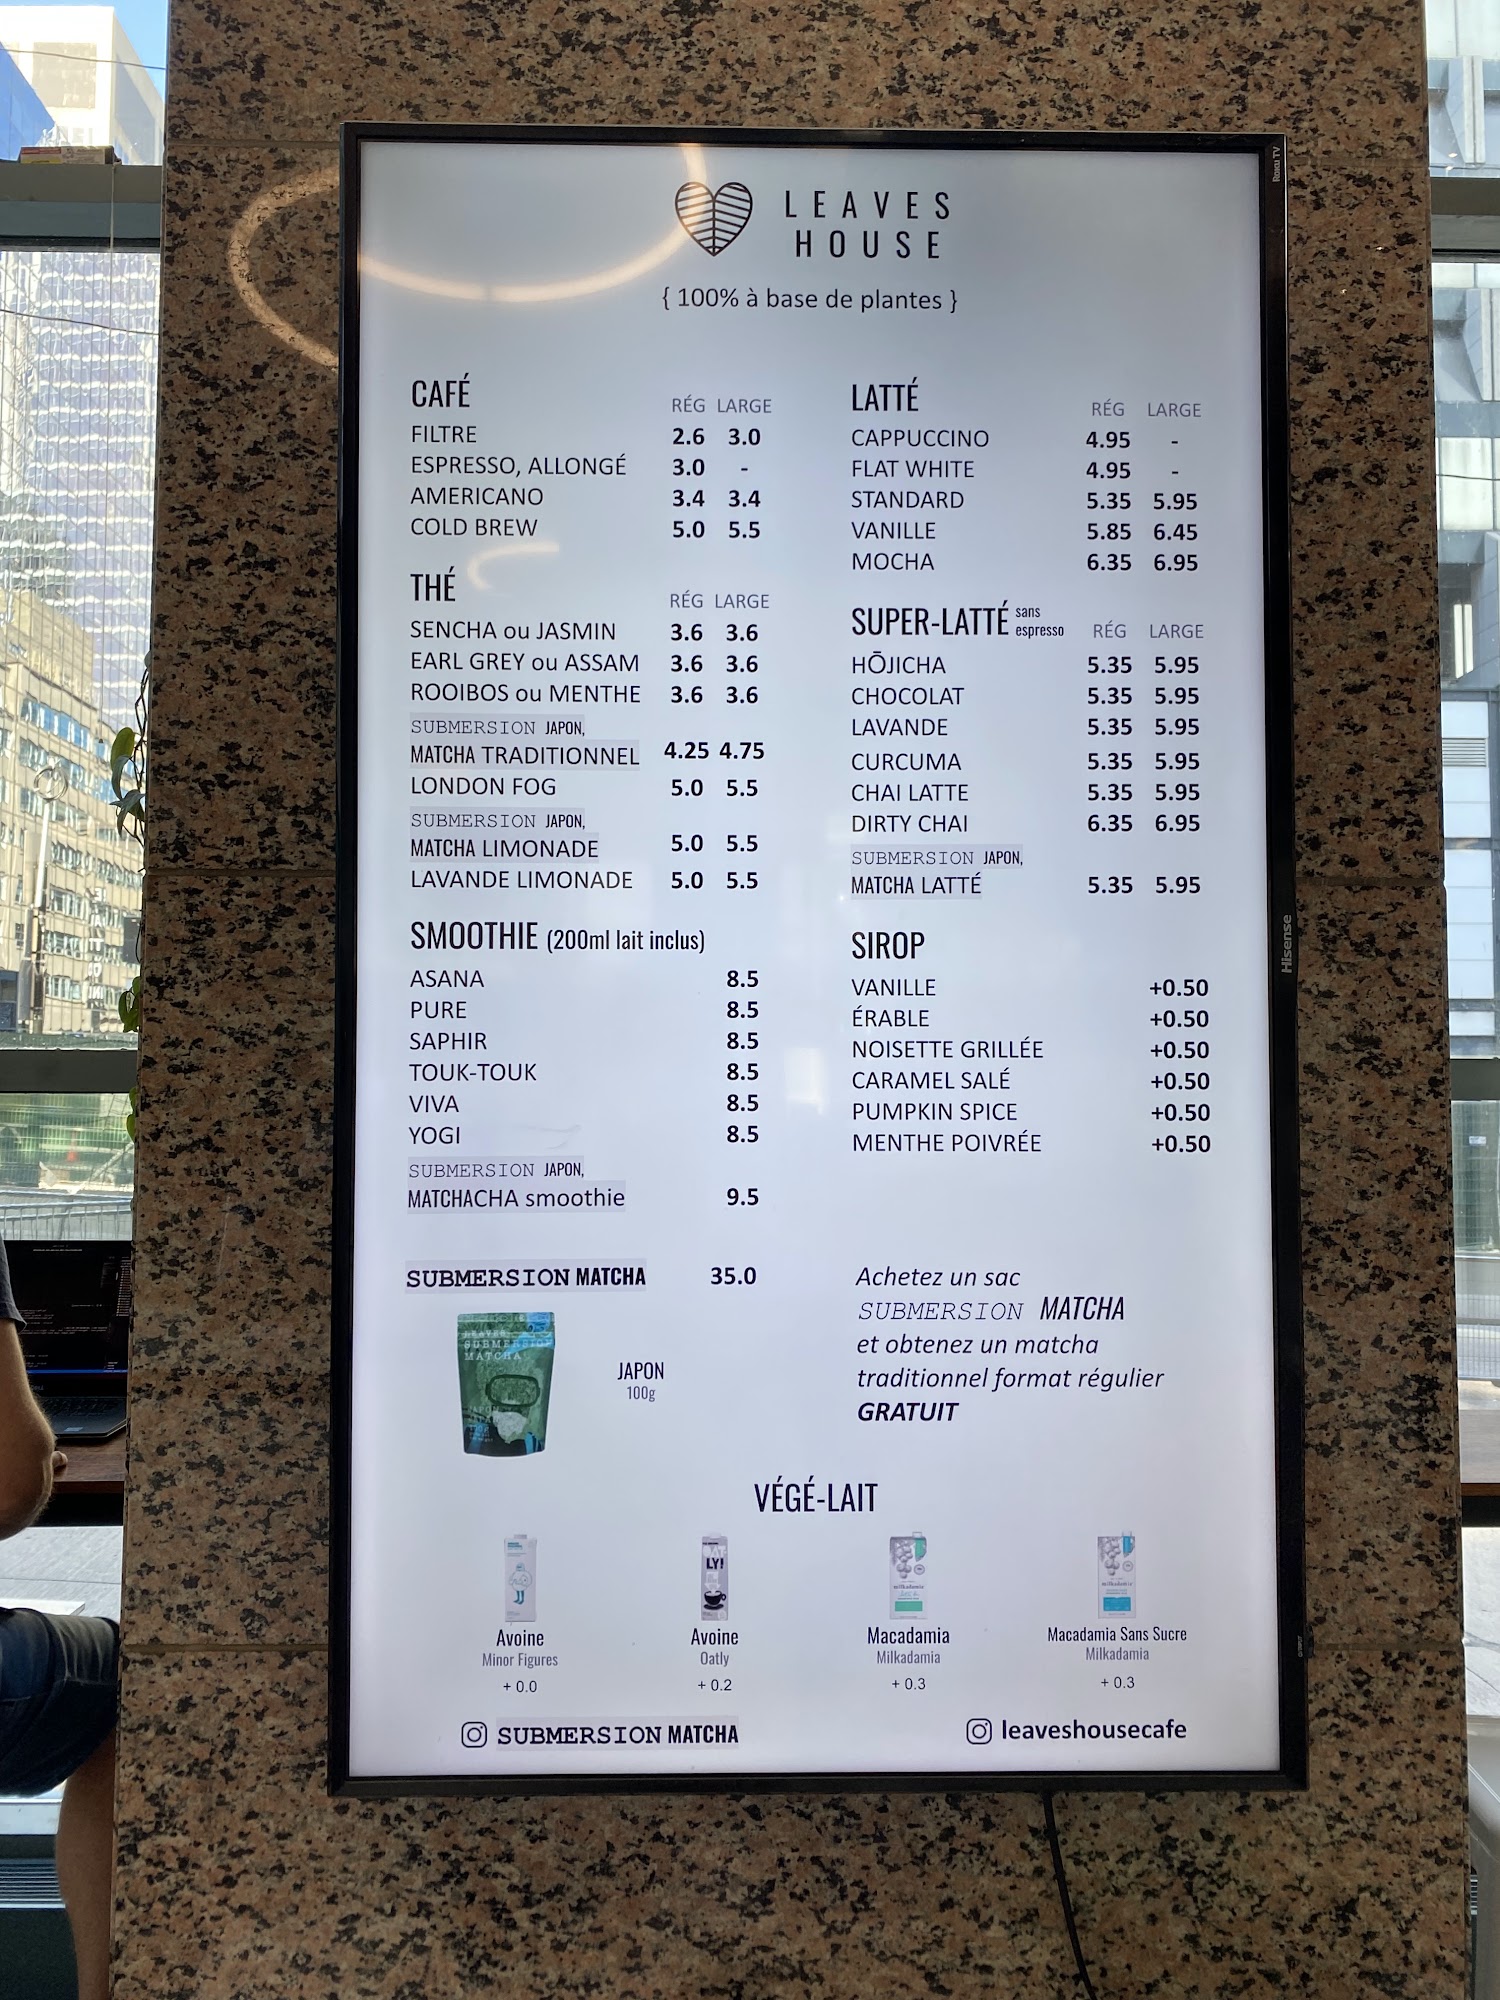 LEAVES
HOUSE
{ 100% à base de plantes }
CAFÉ RÉG LARGE
FILTRE 2.6 3.0
ESPRESSO, ALLONGÉ 3.0 -
AMERICANO 3.4 3.4
COLD BREW 5.0 5.5
THÉ RÉG LARGE
SENCHA ou JASMIN 3.6 3.6
EARL GREY ou ASSAM 3.6 3.6
ROOIBOS ou MENTHE 3.6 3.6
SUBMERSION JAPON,
MATCHA TRADITIONNEL 4.25 4.75
LONDON FOG 5.0 5.5
SUBMERSION JAPON,
MATCHA LIMONADE 5.0 5.5
LAVANDE LIMONADE 5.0 5.5
SMOOTHIE (200ml lait inclus)
ASANA 8.5
PURE 8.5
SAPHIR 8.5
TOUK-TOUK 8.5
VIVA 8.5
YOGI 8.5
SUBMERSION JAPON,
MATCHACHA smoothie 9.5
LATTÉ RÉG LARGE
CAPPUCCINO 4.95 -
FLAT WHITE 4.95 -
STANDARD 5.35 5.95
VANILLE 5.85 6.45
MOCHA 6.35 6.95
SUPER-LATTÉ sans espresso RÉG LARGE
HŌJICHA 5.35 5.95
CHOCOLAT 5.35 5.95
LAVANDE 5.35 5.95
CURCUMA 5.35 5.95
CHAI LATTE 5.35 5.95
DIRTY CHAI 6.35 6.95
SUBMERSION JAPON,
MATCHA LATTÉ 5.35 5.95
SIROP
VANILLE +0.50
ÉRABLE +0.50
NOISETTE GRILLÉE +0.50
CARAMEL SALÉ +0.50
PUMPKIN SPICE +0.50
MENTHE POIVRÉE +0.50
SUBMERSION MATCHA 35.0
SUBMERSION
MATCHA
JAPON
100g
Achetez un sac
SUBMERSION MATCHA
et obtenez un matcha
traditionnel format régulier
GRATUIT
VÉGÉ-LAIT
Avoine
Minor Figures
+ 0.0
OATLY!
Avoine
Oatly
+ 0.2
milkadamia
Macadamia
Milkadamia
+ 0.3
milkadamia
Macadamia Sans Sucre
Milkadamia
+ 0.3
SUBMERSION MATCHA
leaveshousecafe
Hisense
Roku TV